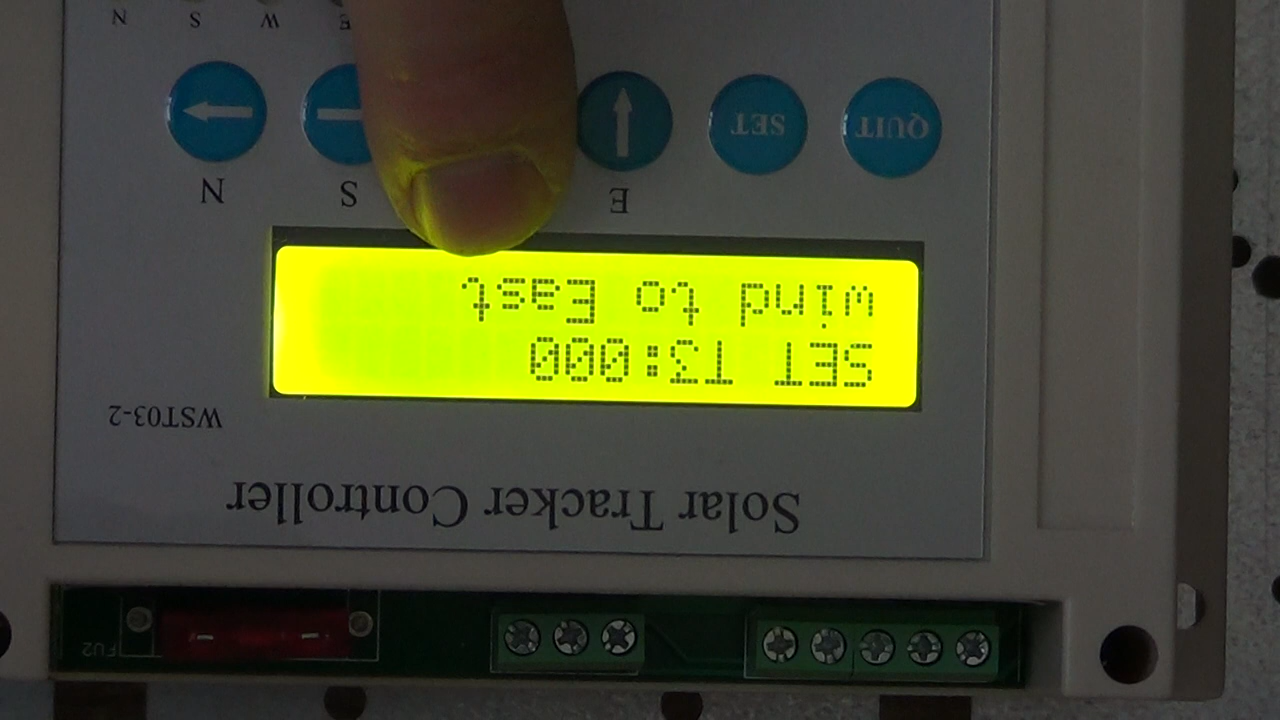 FU2
Solar Tracker Controller
WST03-2
SET T3:000
wind to East
E S N
QUIT SET
E W S N